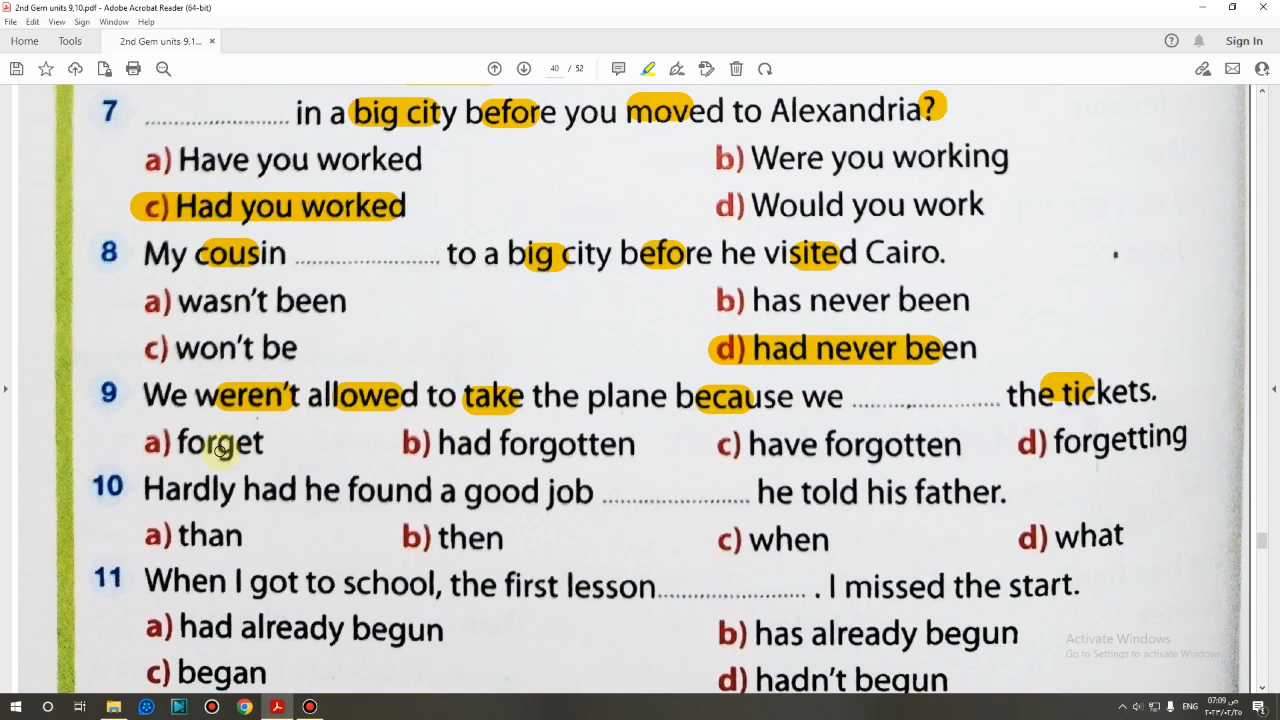 2nd Gem units 9,10.pdf - Adobe Acrobat Reader (64-bit)
File Edit View Sign Window Help
Home Tools 2nd Gem units 9,1... × Sign In
40 / 52
7 ........................ in a big city before you moved to Alexandria?
a) Have you worked b) Were you working
c) Had you worked d) Would you work
8 My cousin ........................ to a big city before he visited Cairo.
a) wasn't been b) has never been
c) won't be d) had never been
9 We weren't allowed to take the plane because we ........................ the tickets.
a) forget b) had forgotten c) have forgotten d) forgetting
10 Hardly had he found a good job ........................ he told his father.
a) than b) then c) when d) what
11 When I got to school, the first lesson........................ . I missed the start.
a) had already begun b) has already begun
c) began d) hadn't begun
Activate Windows
Go to Settings to activate Windows.
ENG 07:09 ص
٢٠٢٣/٠٢/٢٥